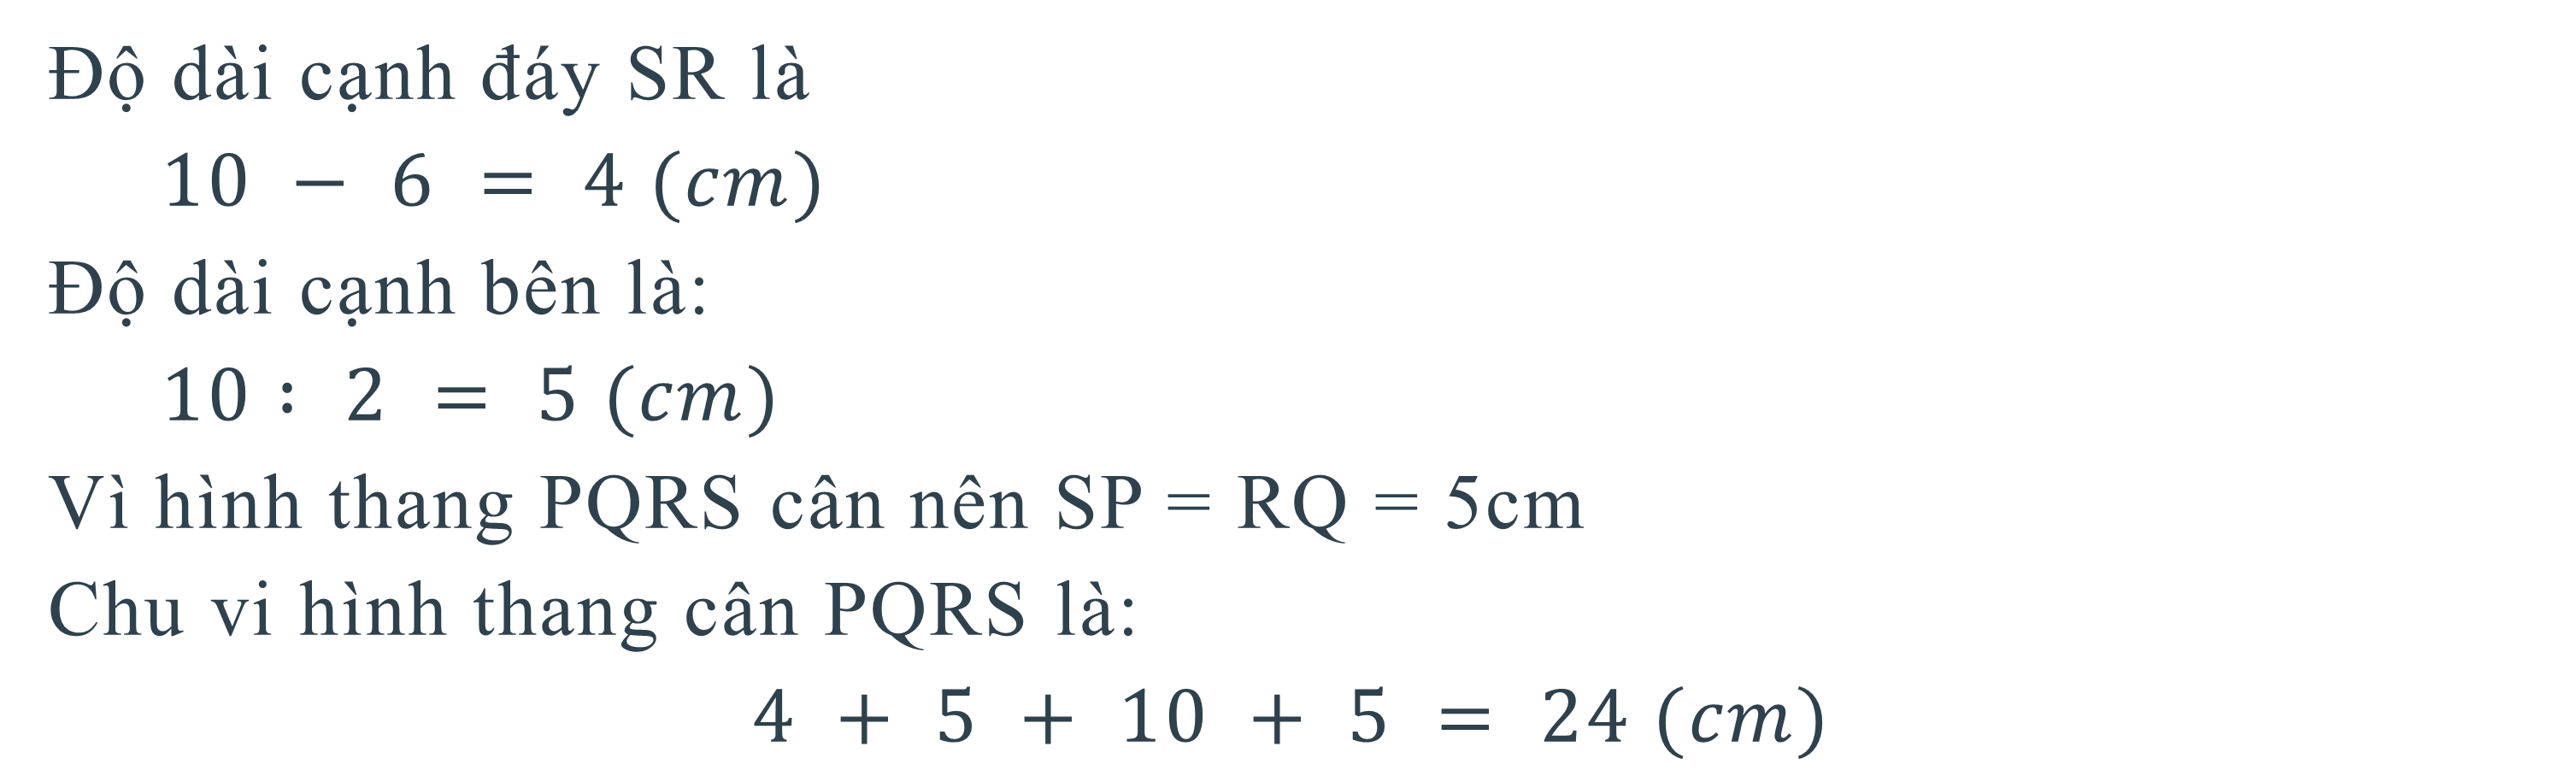 Độ dài cạnh đáy SR là
10 − 6 = 4 (cm)
Độ dài cạnh bên là:
10 : 2 = 5 (cm)
Vì hình thang PQRS cân nên SP = RQ = 5cm
Chu vi hình thang cân PQRS là:
4 + 5 + 10 + 5 = 24 (cm)